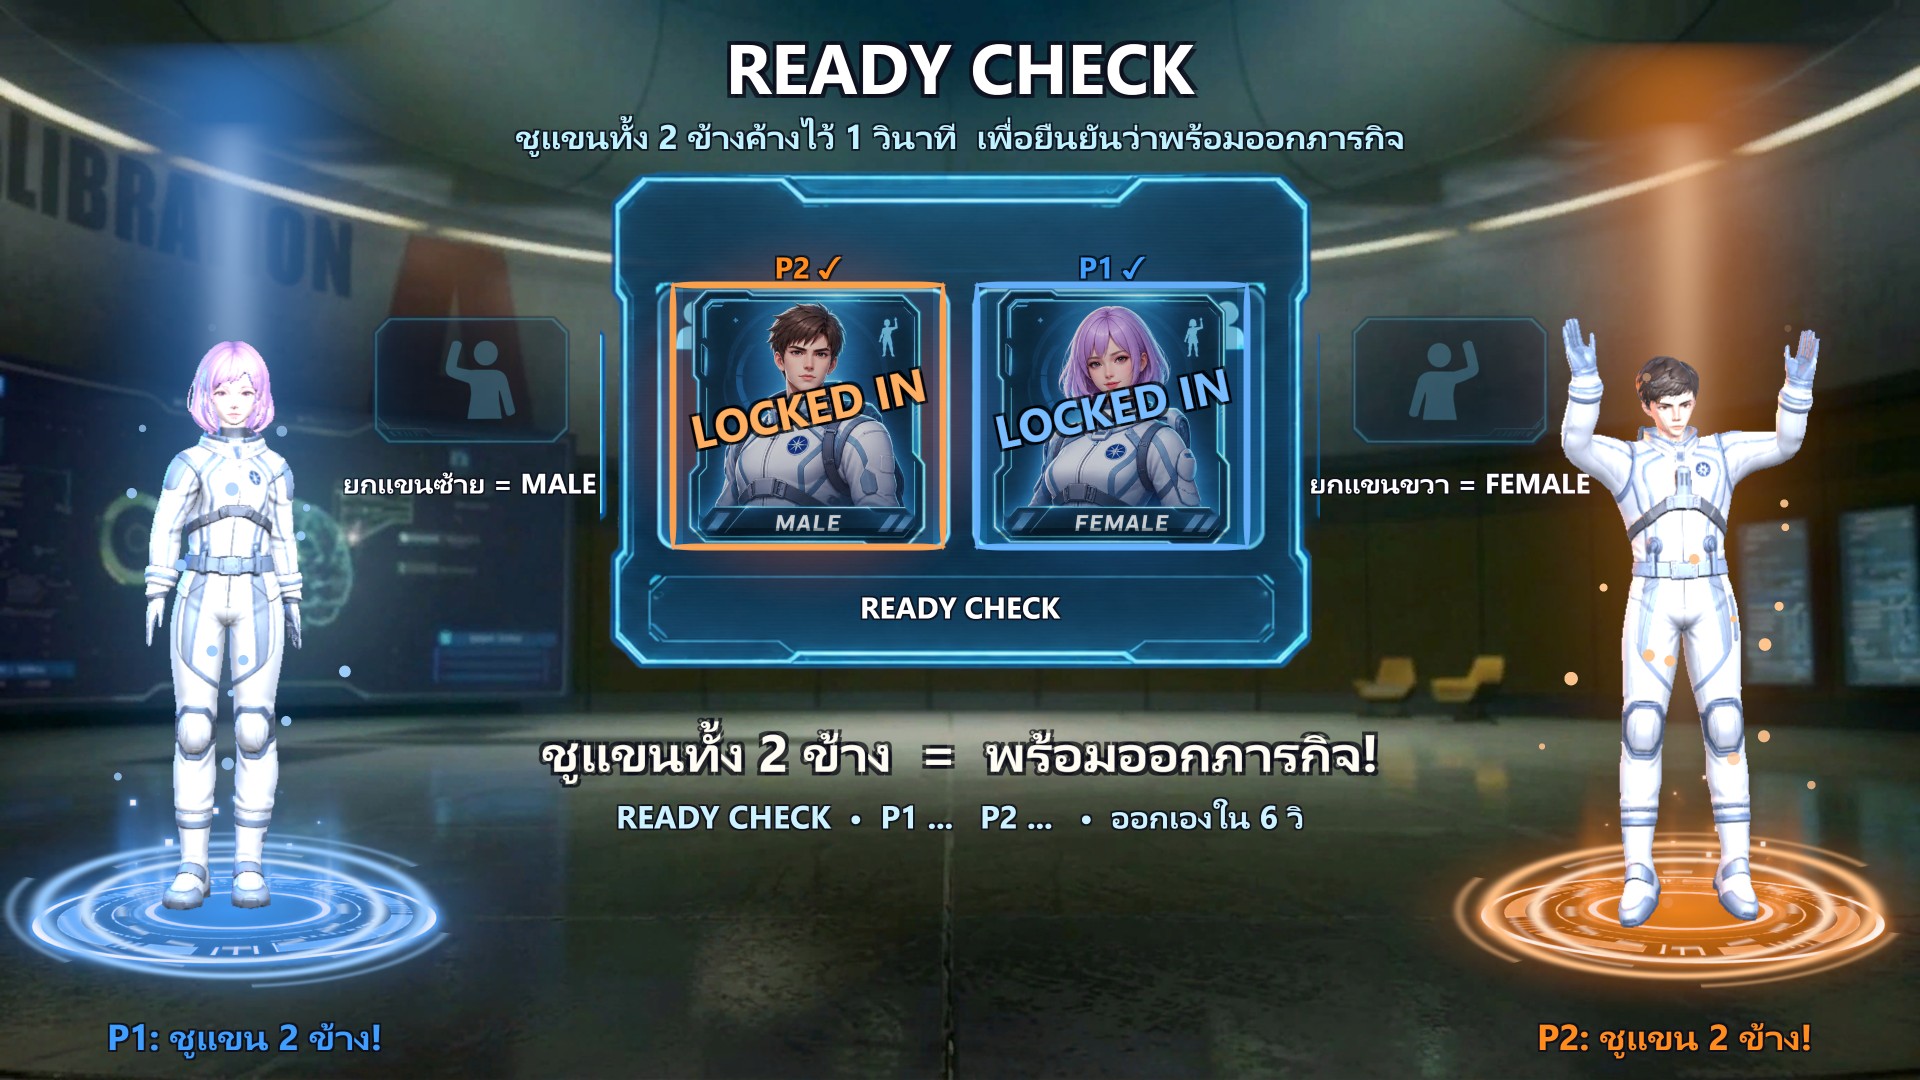 READY CHECK
ชูแขนทั้ง 2 ข้างค้างไว้ 1 วินาที เพื่อยืนยันว่าพร้อมออกภารกิจ
P2 ✓
P1 ✓
LOCKED IN
LOCKED IN
MALE
FEMALE
ยกแขนซ้าย = MALE
ยกแขนขวา = FEMALE
READY CHECK
ชูแขนทั้ง 2 ข้าง = พร้อมออกภารกิจ!
READY CHECK • P1 ... P2 ... • ออกเองใน 6 วิ
P1: ชูแขน 2 ข้าง!
P2: ชูแขน 2 ข้าง!